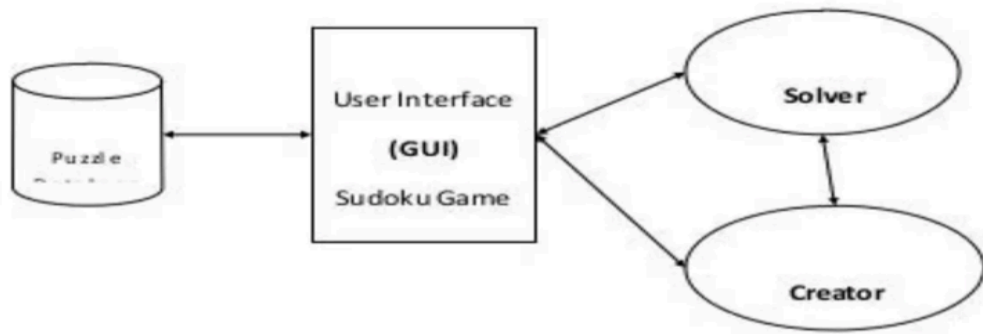 Puzzle
User Interface
(GUI)
Sudoku Game
Solver
Creator